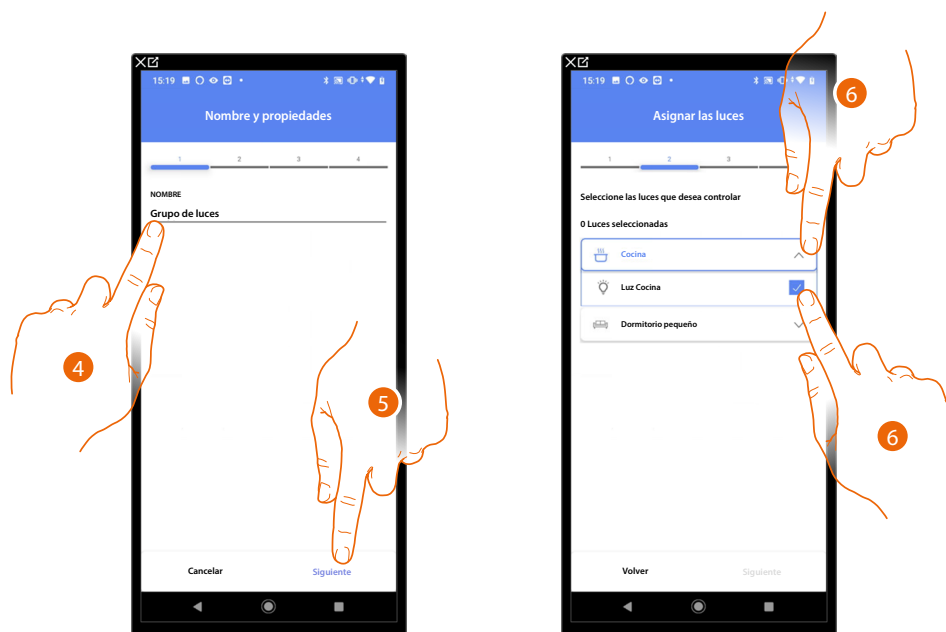 15:19
Nombre y propiedades
1 2 3 4
NOMBRE
Grupo de luces
4
5
Cancelar Siguiente
15:19
6
Asignar las luces
1 2 3
Seleccione las luces que desea controlar
0 Luces seleccionadas
Cocina
Luz Cocina
Dormitorio pequeño
6
Volver Siguiente